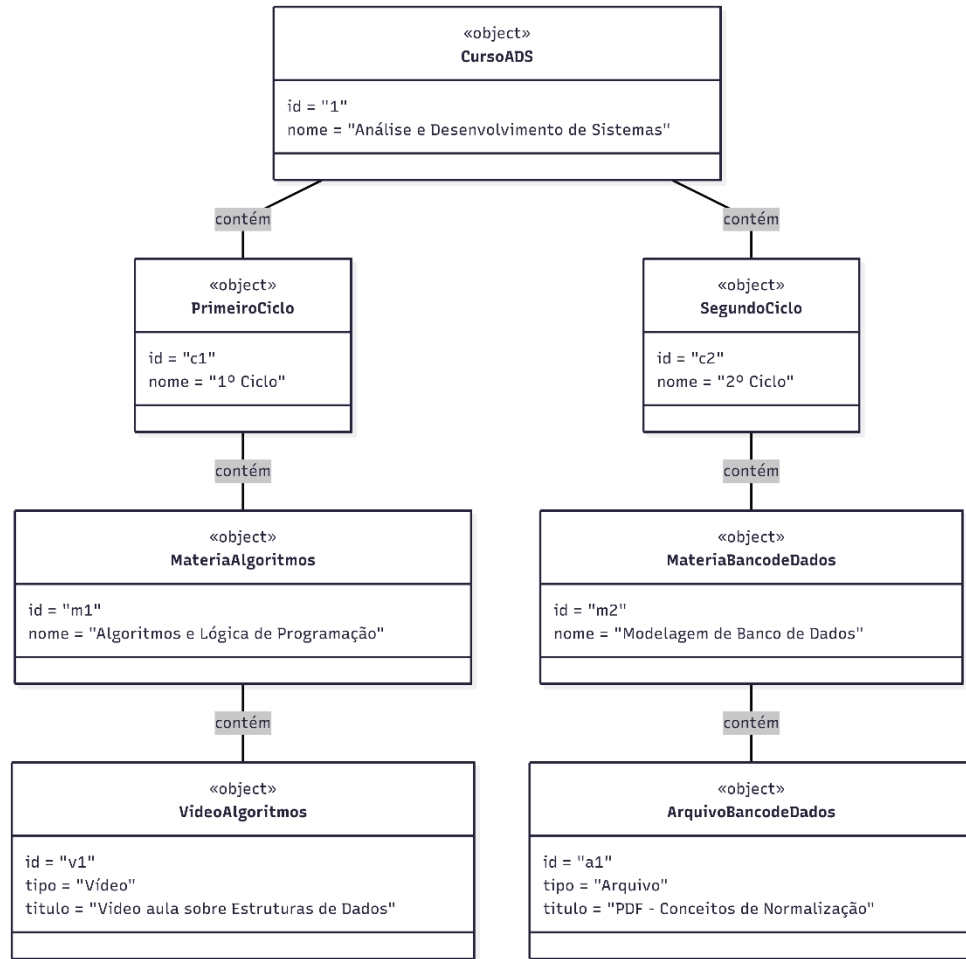 «object»
CursoADS
id = "1"
nome = "Análise e Desenvolvimento de Sistemas"
contém
contém
«object»
PrimeiroCiclo
id = "c1"
nome = "1º Ciclo"
«object»
SegundoCiclo
id = "c2"
nome = "2º Ciclo"
contém
contém
«object»
MateriaAlgoritmos
id = "m1"
nome = "Algoritmos e Lógica de Programação"
«object»
MateriaBancodeDados
id = "m2"
nome = "Modelagem de Banco de Dados"
contém
contém
«object»
VideoAlgoritmos
id = "v1"
tipo = "Vídeo"
titulo = "Video aula sobre Estruturas de Dados"
«object»
ArquivoBancodeDados
id = "a1"
tipo = "Arquivo"
titulo = "PDF - Conceitos de Normalização"